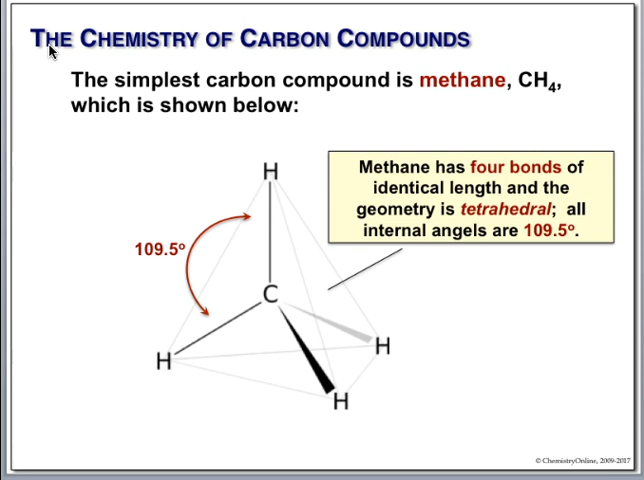 THE CHEMISTRY OF CARBON COMPOUNDS
The simplest carbon compound is methane, CH₄,
which is shown below:
H
Methane has four bonds of
identical length and the
geometry is tetrahedral; all
internal angels are 109.5º.
109.5º
C
H
H
H
© ChemistryOnline, 2009-2017